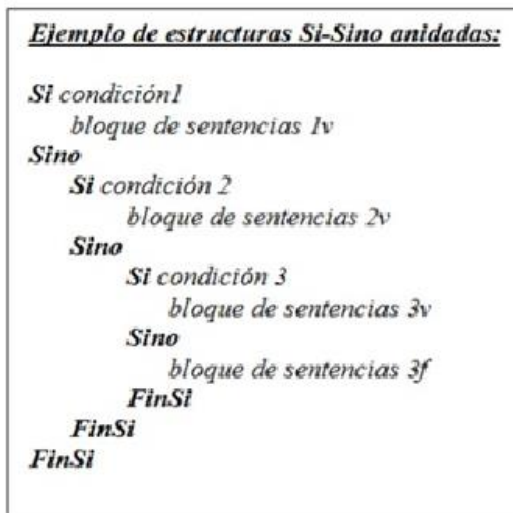 Ejemplo de estructuras Si-Sino anidadas:
Si condición1
bloque de sentencias 1v
Sino
Si condición 2
bloque de sentencias 2v
Sino
Si condición 3
bloque de sentencias 3v
Sino
bloque de sentencias 3f
FinSi
FinSi
FinSi